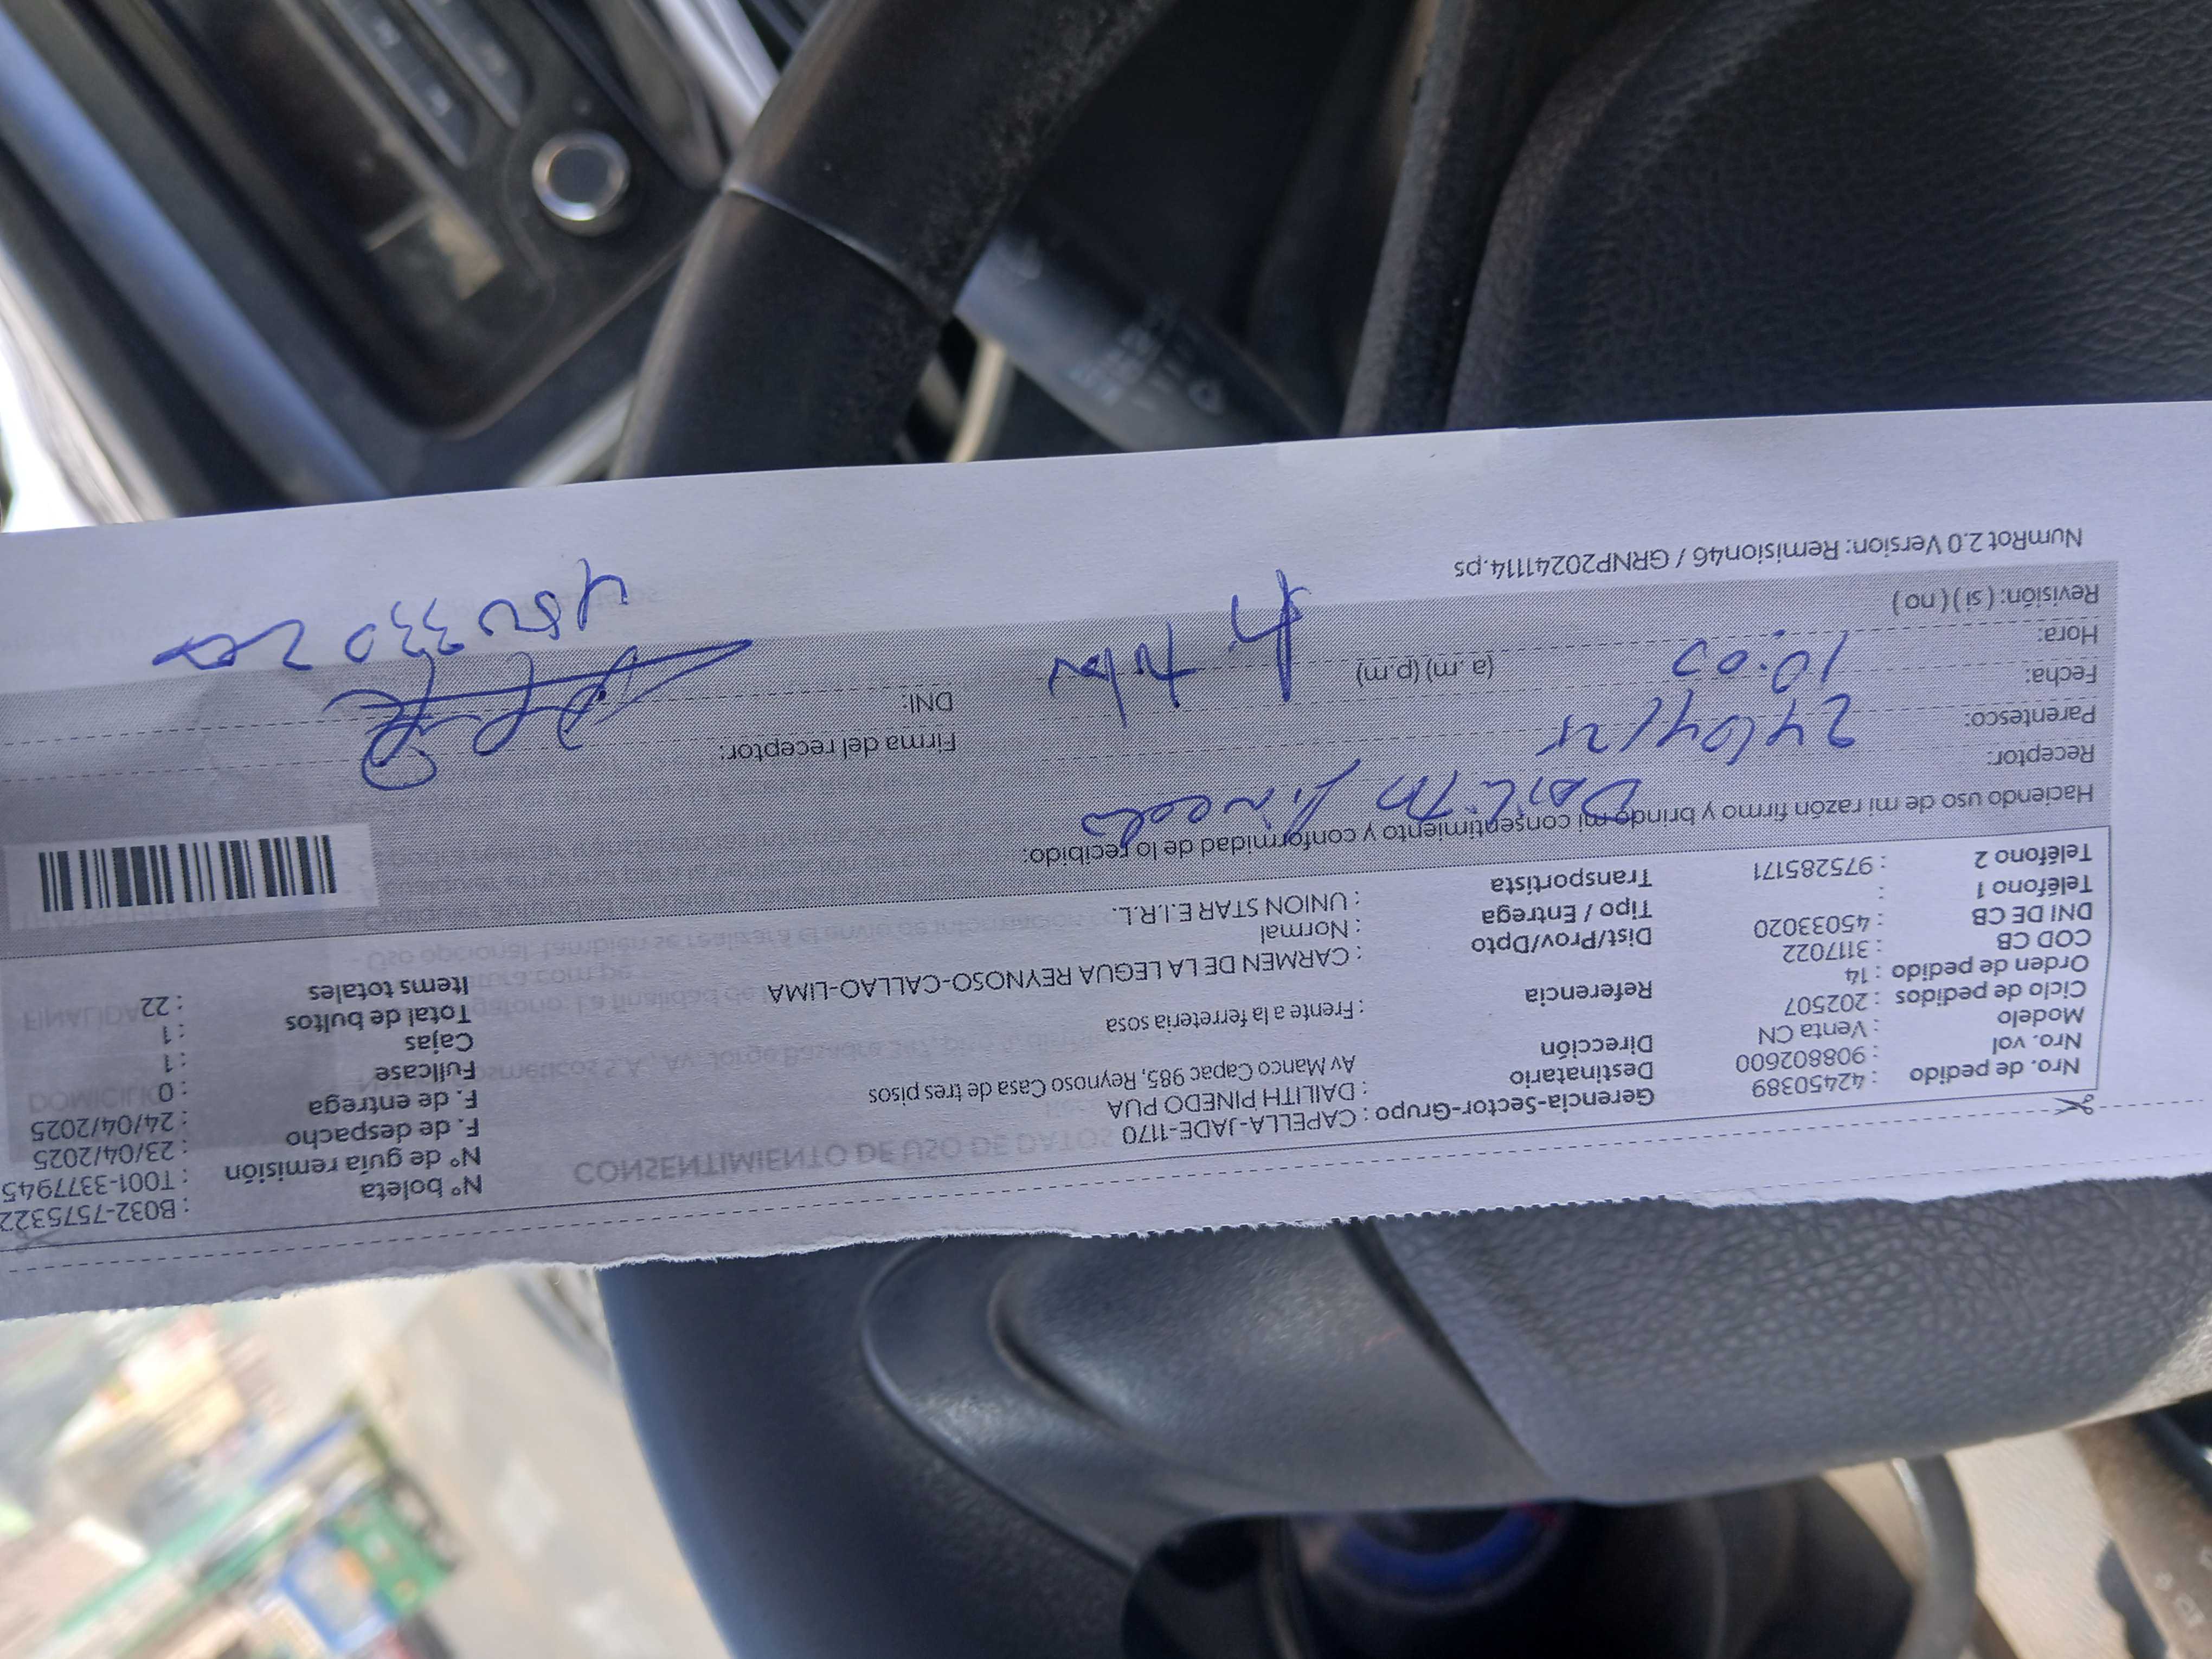 Nro. de pedido : 42450389 Gerencia-Sector-Grupo : CAPELLA-JADE-1170 N° boleta : B032-7575322
Nro. vol : 908802600 Destinatario : DAILITH PINEDO PUA N° de guía remisión : T001-3377945
Modelo : Venta CN Dirección Av Manco Capac 985, Reynoso Casa de tres pisos F. de despacho : 23/04/2025
Ciclo de pedidos : 202507 Referencia : Frente a la ferreteria sosa F. de entrega : 24/04/2025
Orden de pedido : 14 Fullcase : 0
COD CB : 3117022 Dist/Prov/Dpto : CARMEN DE LA LEGUA REYNOSO-CALLAO-LIMA Cajas : 1
DNI DE CB : 45033020 Tipo / Entrega : Normal Total de bultos : 1
Teléfono 1 : Transportista : UNION STAR E.I.R.L. Items totales : 22
Teléfono 2 : 975285171
Haciendo uso de mi razón firmo y brindo mi consentimiento y conformidad de lo recibido:
Receptor:
Parentesco: Firma del receptor:
Fecha: 24/04/25 DNI:
Hora: 10:03 (a. m) (p.m)
Revisión: ( si ) ( no )
NumRot 2.0 Version: Remision46 / GRNP20241114.ps
CONSENTIMIENTO DE USO DE DATOS